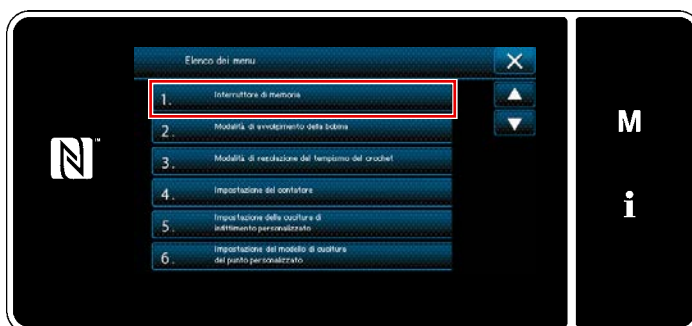 Elenco dei menu
1. Interruttore di memoria
2. Modalità di avvolgimento della bobina
3. Modalità di regolazione del tempismo del crochet
4. Impostazione del contatore
5. Impostazione delle cuciture di
infittimento personalizzato
6. Impostazione del modello di cucitura
del punto personalizzato
M
i
N